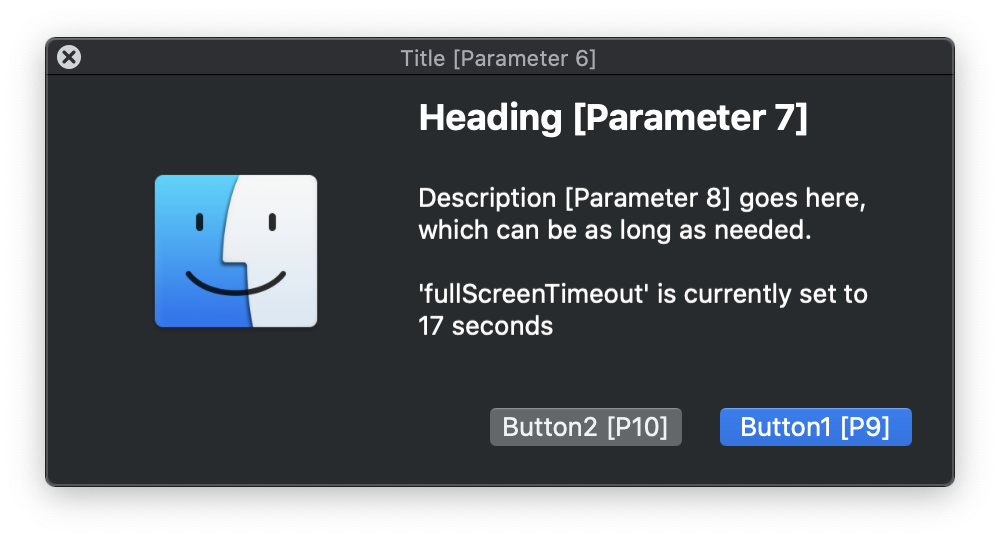 Title [Parameter 6]
Heading [Parameter 7]
Description [Parameter 8] goes here,
which can be as long as needed.
'fullScreenTimeout' is currently set to
17 seconds
Button2 [P10]
Button1 [P9]